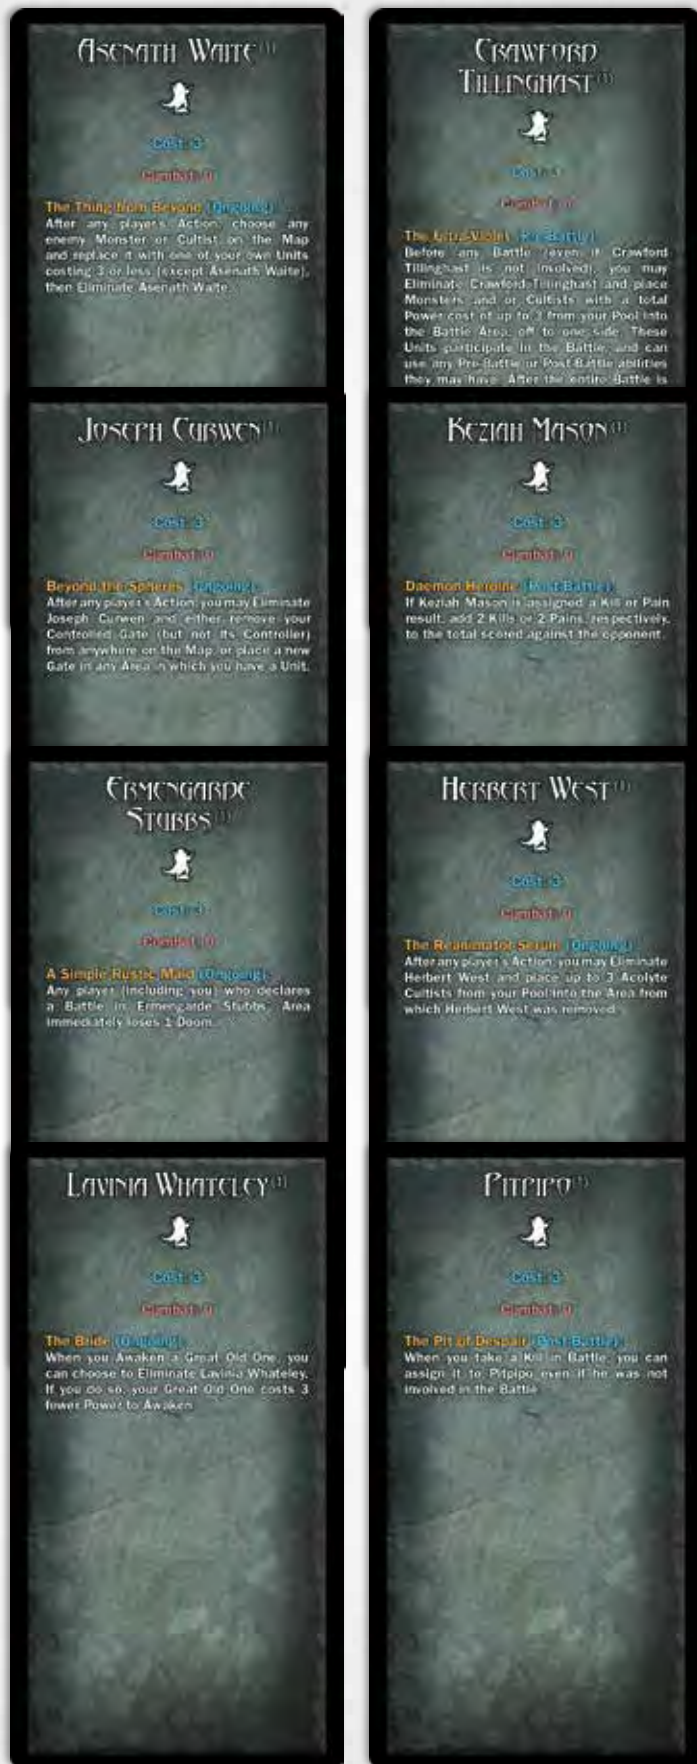 Asenath Waite (1)
Cost: 3
Combat: 0
The Thing from Beyond (Ongoing):
After any player's Action, choose any
enemy Monster or Cultist on the Map
and replace it with one of your own Units
costing 3 or less (except Asenath Waite),
then Eliminate Asenath Waite.
Crawford
Tillinghast (1)
Cost: 3
Combat: 0
The Ultra-Violet (Pre-Battle):
Before any Battle (even if Crawford
Tillinghast is not involved), you may
Eliminate Crawford Tillinghast and place
Monsters and or Cultists with a total
Power cost of up to 3 from your Pool into
the Battle Area, off to one side. These
Units participate in the Battle, and can
use any Pre-Battle or Post-Battle abilities
they may have. After the entire Battle is
Joseph Curwen (1)
Cost: 3
Combat: 0
Beyond the Spheres (Ongoing):
After any player's Action, you may Eliminate
Joseph Curwen and either remove your
Controlled Gate (but not its Controller)
from anywhere on the Map, or place a new
Gate in any Area in which you have a Unit.
Keziah Mason (1)
Cost: 3
Combat: 0
Daemon Heroine (Post-Battle):
If Keziah Mason is assigned a Kill or Pain
result, add 2 Kills or 2 Pains, respectively,
to the total scored against the opponent.
Ermengarde
Stubbs (1)
Cost: 3
Combat: 0
A Simple Rustic Maid (Ongoing):
Any player (including you) who declares
a Battle in Ermengarde Stubbs' Area
immediately loses 1 Doom.
Herbert West (1)
Cost: 3
Combat: 0
The Reanimator Serum (Ongoing):
After any player's Action, you may Eliminate
Herbert West and place up to 3 Acolyte
Cultists from your Pool into the Area from
which Herbert West was removed.
Lavinia Whateley (1)
Cost: 3
Combat: 0
The Bride (Ongoing):
When you Awaken a Great Old One, you
can choose to Eliminate Lavinia Whateley.
If you do so, your Great Old One costs 3
fewer Power to Awaken.
Pitpipo (1)
Cost: 3
Combat: 0
The Pit of Despair (Post-Battle):
When you take a Kill in Battle, you can
assign it to Pitpipo even if he was not
involved in the Battle.